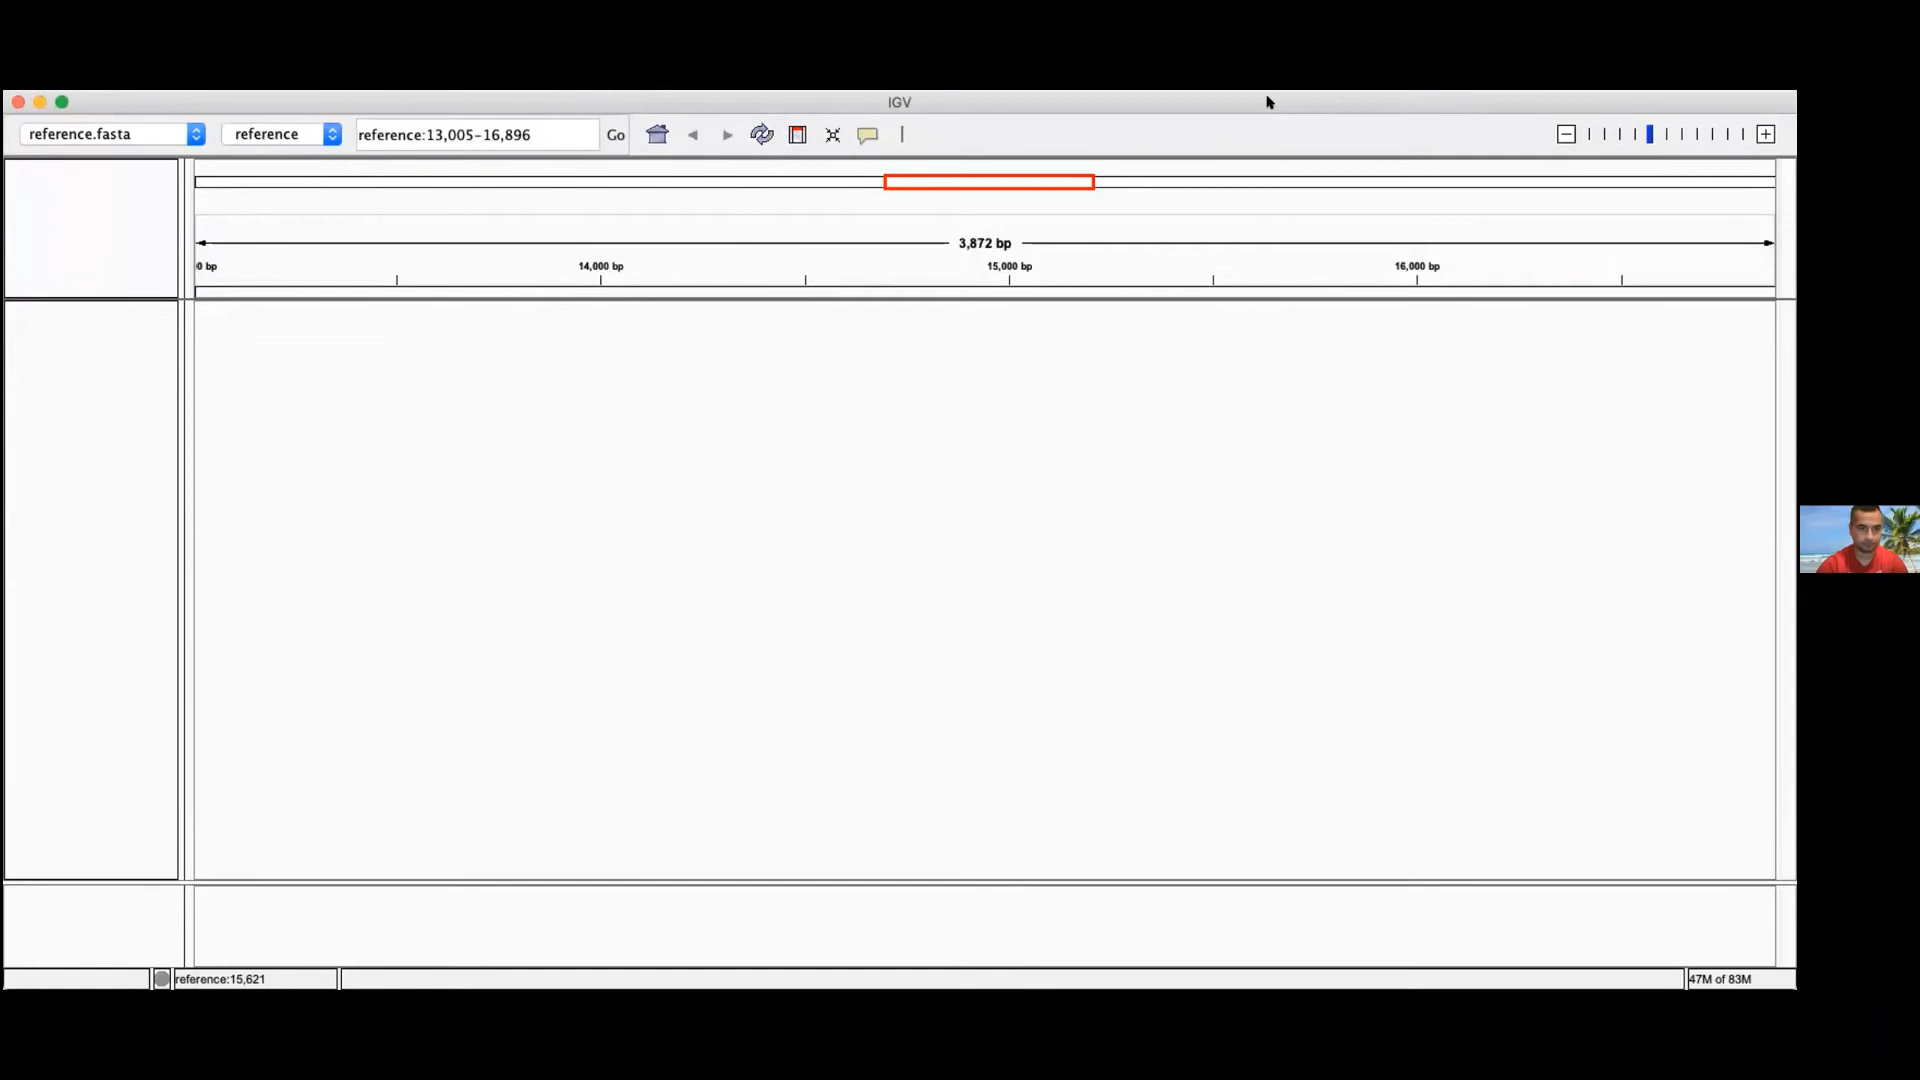 IGV
reference.fasta reference reference:13,005-16,896 Go
3,872 bp
0 bp 14,000 bp 15,000 bp 16,000 bp
reference:15,621 47M of 83M